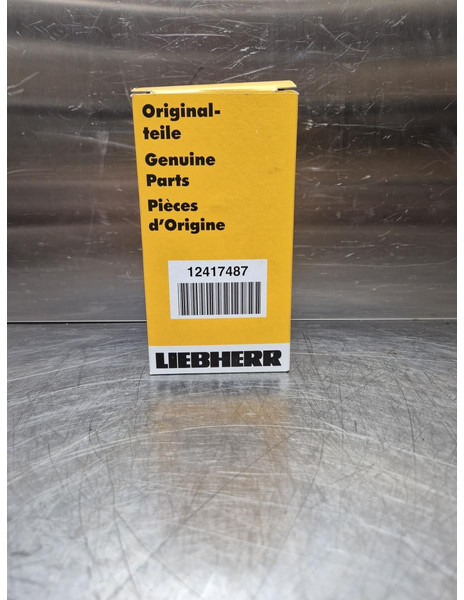 Original-
teile
Genuine
Parts
Pièces
d'Origine
12417487
LIEBHERR